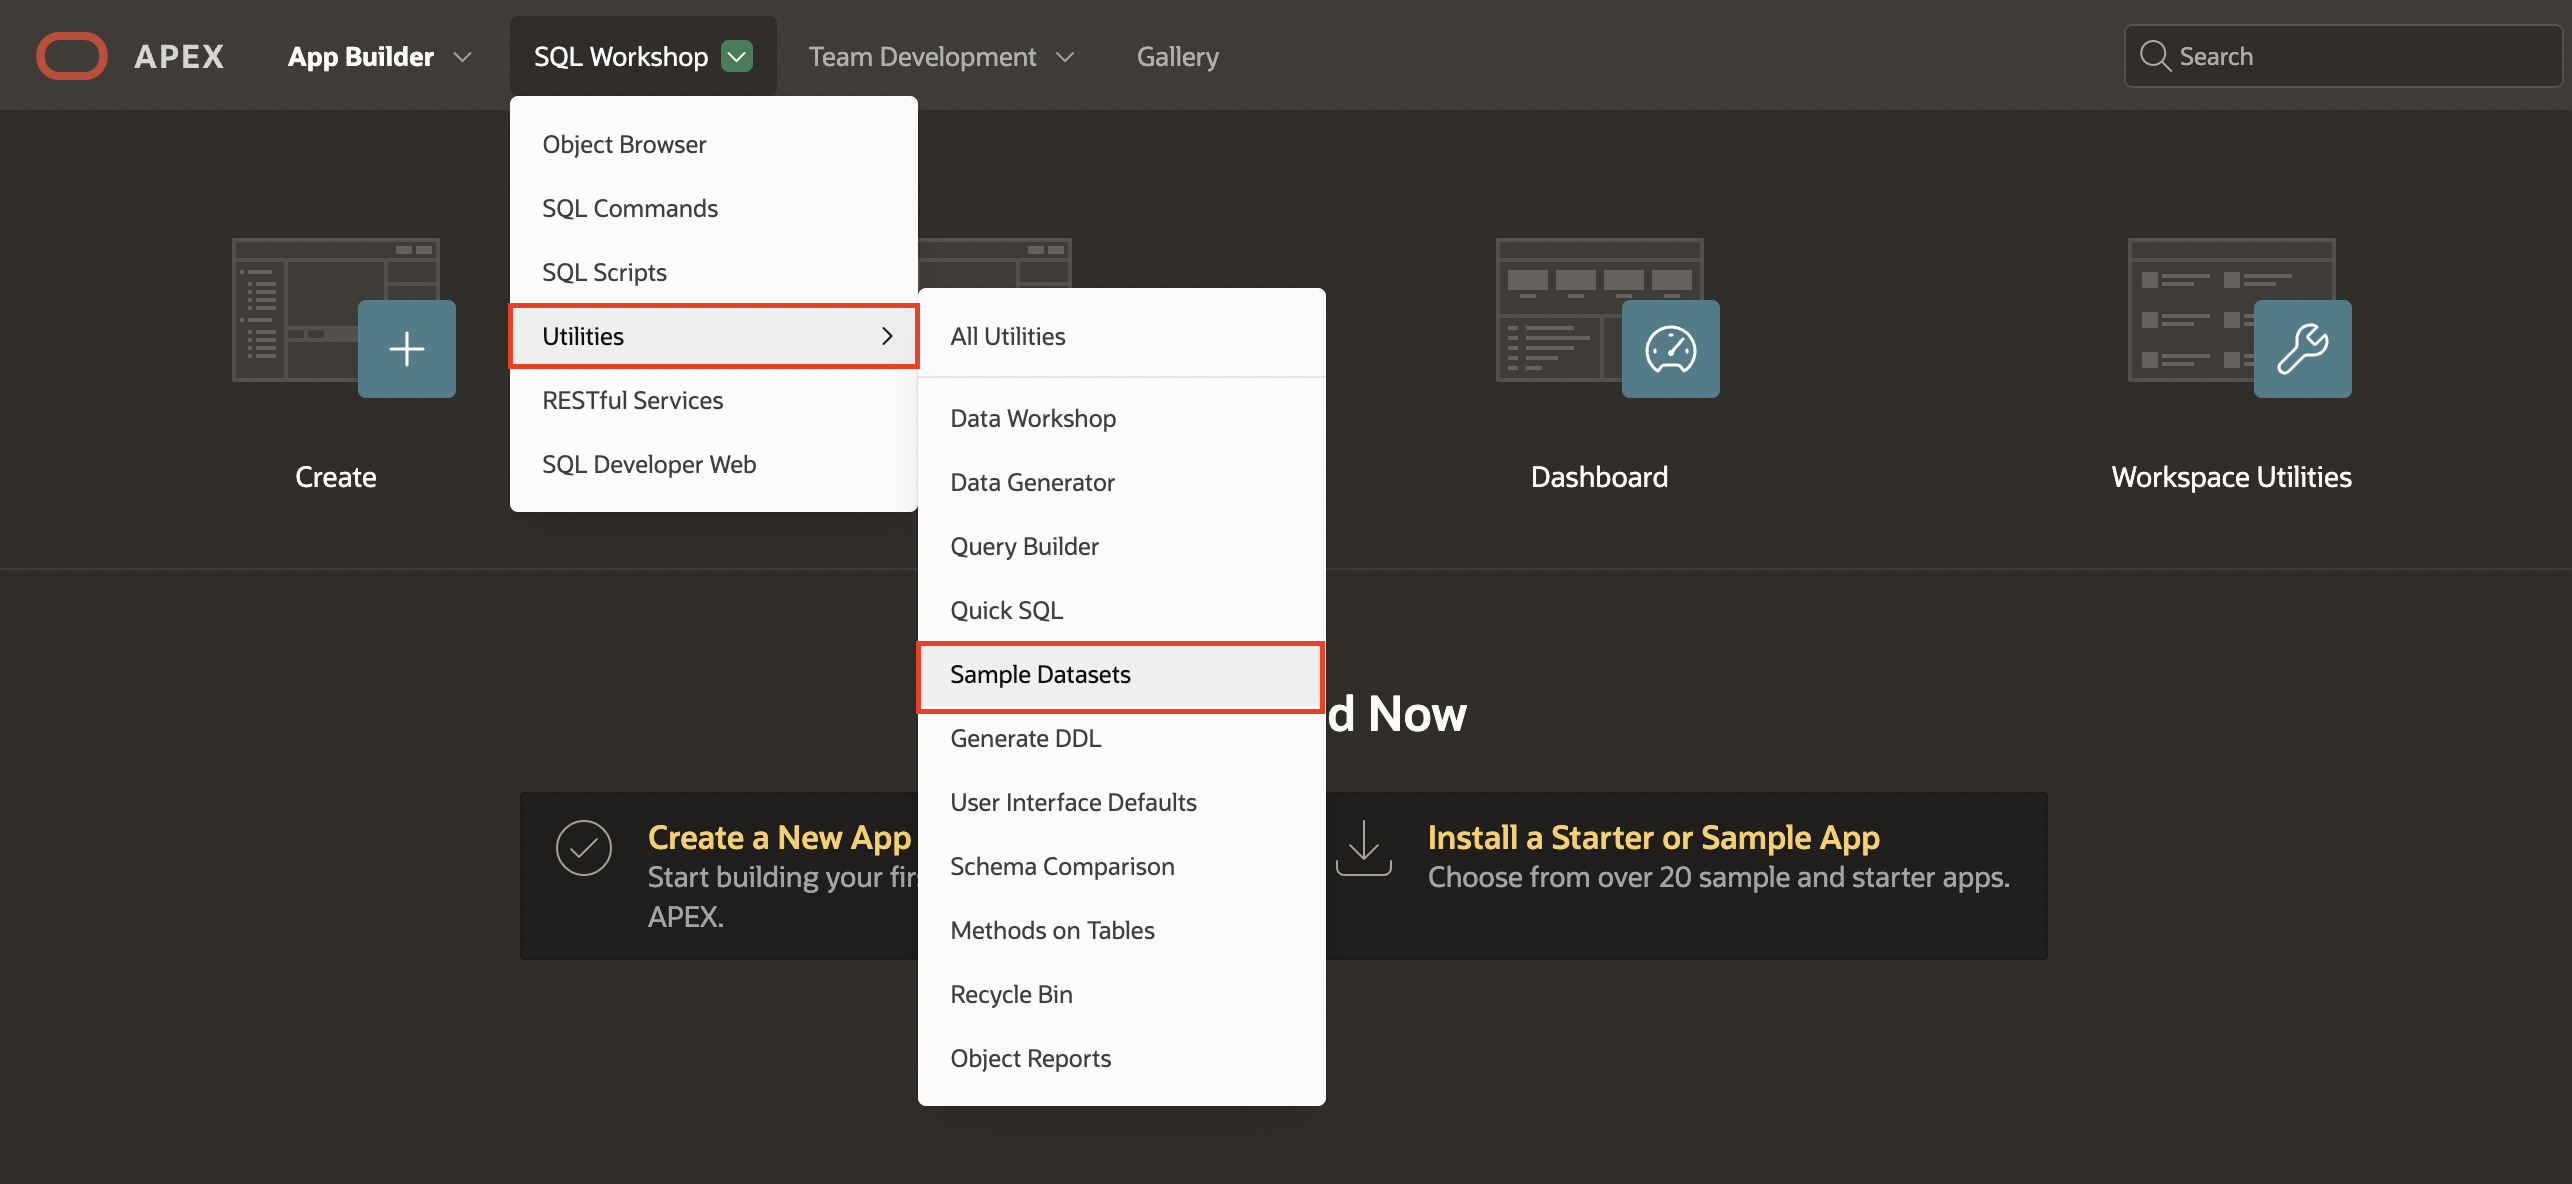 APEX
App Builder
SQL Workshop
Team Development
Gallery
Search
Object Browser
SQL Commands
SQL Scripts
Utilities
RESTful Services
SQL Developer Web
All Utilities
Data Workshop
Data Generator
Query Builder
Quick SQL
Sample Datasets
Generate DDL
User Interface Defaults
Schema Comparison
Methods on Tables
Recycle Bin
Object Reports
Create
Dashboard
Workspace Utilities
Now
Create a New App
Start building your
APEX.
Install a Starter or Sample App
Choose from over 20 sample and starter apps.